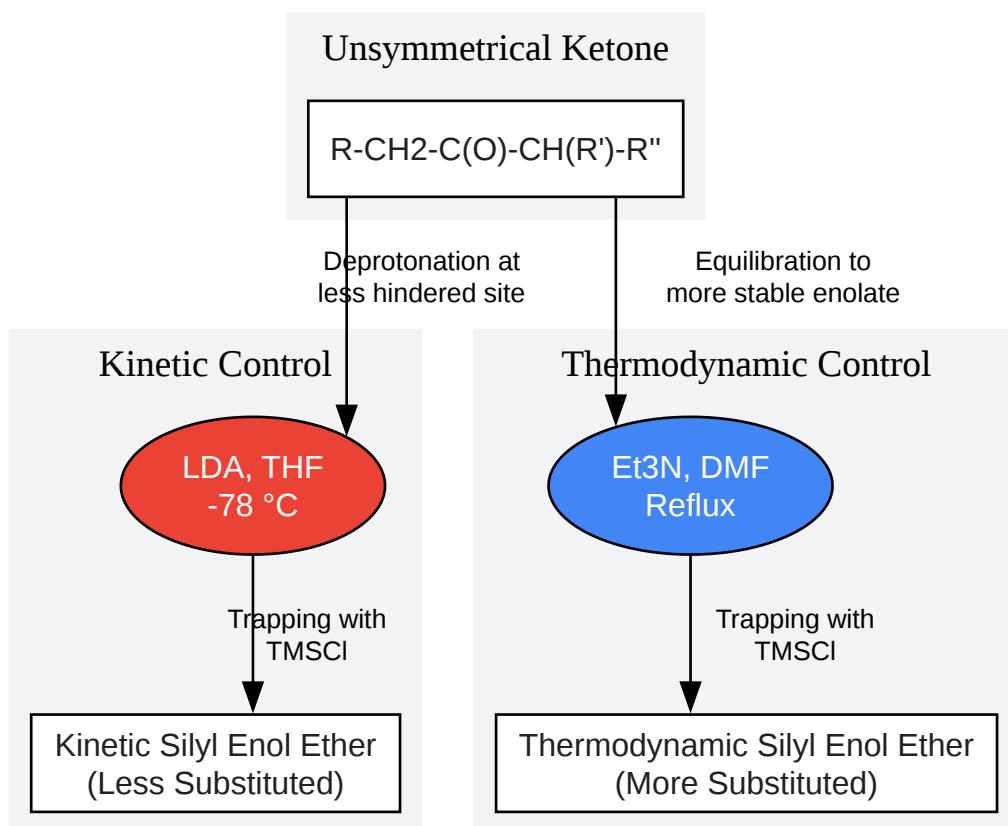 Unsymmetrical Ketone
R-CH2-C(O)-CH(R')-R"
Deprotonation at
less hindered site
Equilibration to
more stable enolate
Kinetic Control
Thermodynamic Control
LDA, THF
-78 °C
Et3N, DMF
Reflux
Trapping with
TMSCl
Trapping with
TMSCl
Kinetic Silyl Enol Ether
(Less Substituted)
Thermodynamic Silyl Enol Ether
(More Substituted)